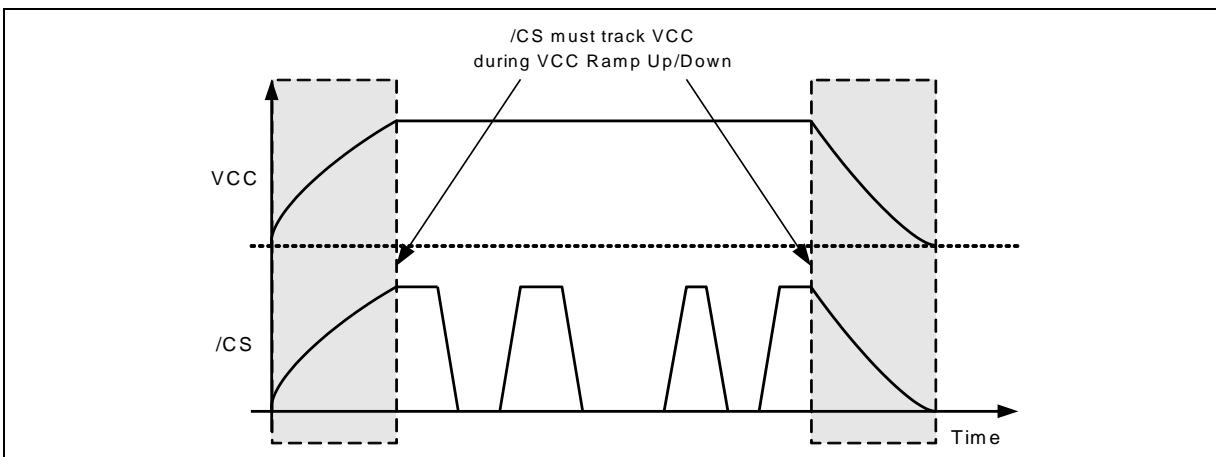 /CS must track VCC
during VCC Ramp Up/Down
VCC
/CS
Time